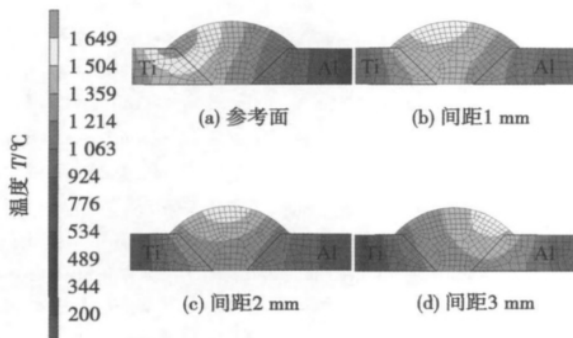 温度 T/℃
1 649
1 504
1 359
1 214
1 063
924
776
534
489
344
200
Ti Al
(a) 参考面
Ti Al
(b) 间距1 mm
Ti Al
(c) 间距2 mm
Ti Al
(d) 间距3 mm